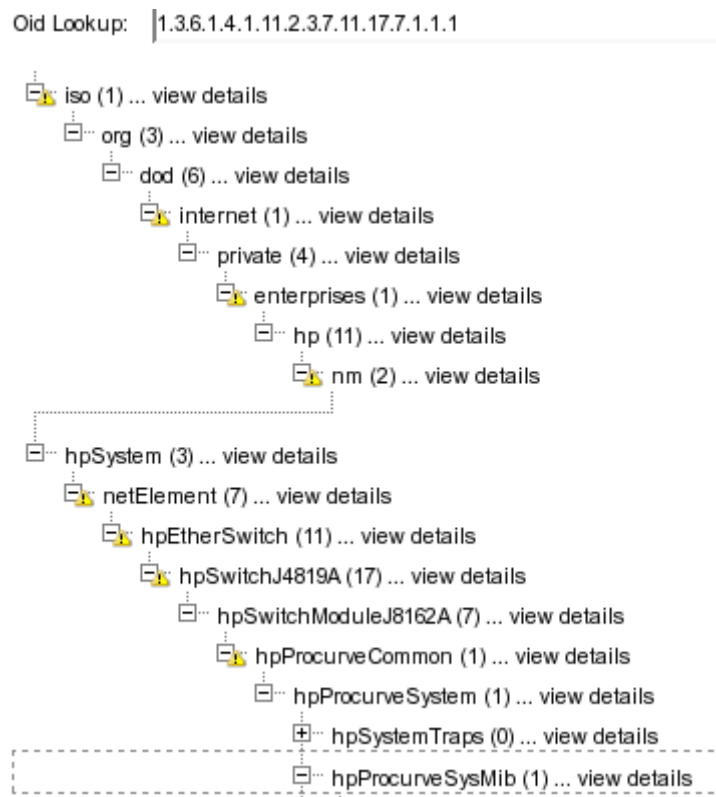 Oid Lookup: 1.3.6.1.4.1.11.2.3.7.11.17.7.1.1.1
iso (1) ... view details
org (3) ... view details
dod (6) ... view details
internet (1) ... view details
private (4) ... view details
enterprises (1) ... view details
hp (11) ... view details
nm (2) ... view details
hpSystem (3) ... view details
netElement (7) ... view details
hpEtherSwitch (11) ... view details
hpSwitchJ4819A (17) ... view details
hpSwitchModuleJ8162A (7) ... view details
hpProcurveCommon (1) ... view details
hpProcurveSystem (1) ... view details
hpSystemTraps (0) ... view details
hpProcurveSysMib (1) ... view details